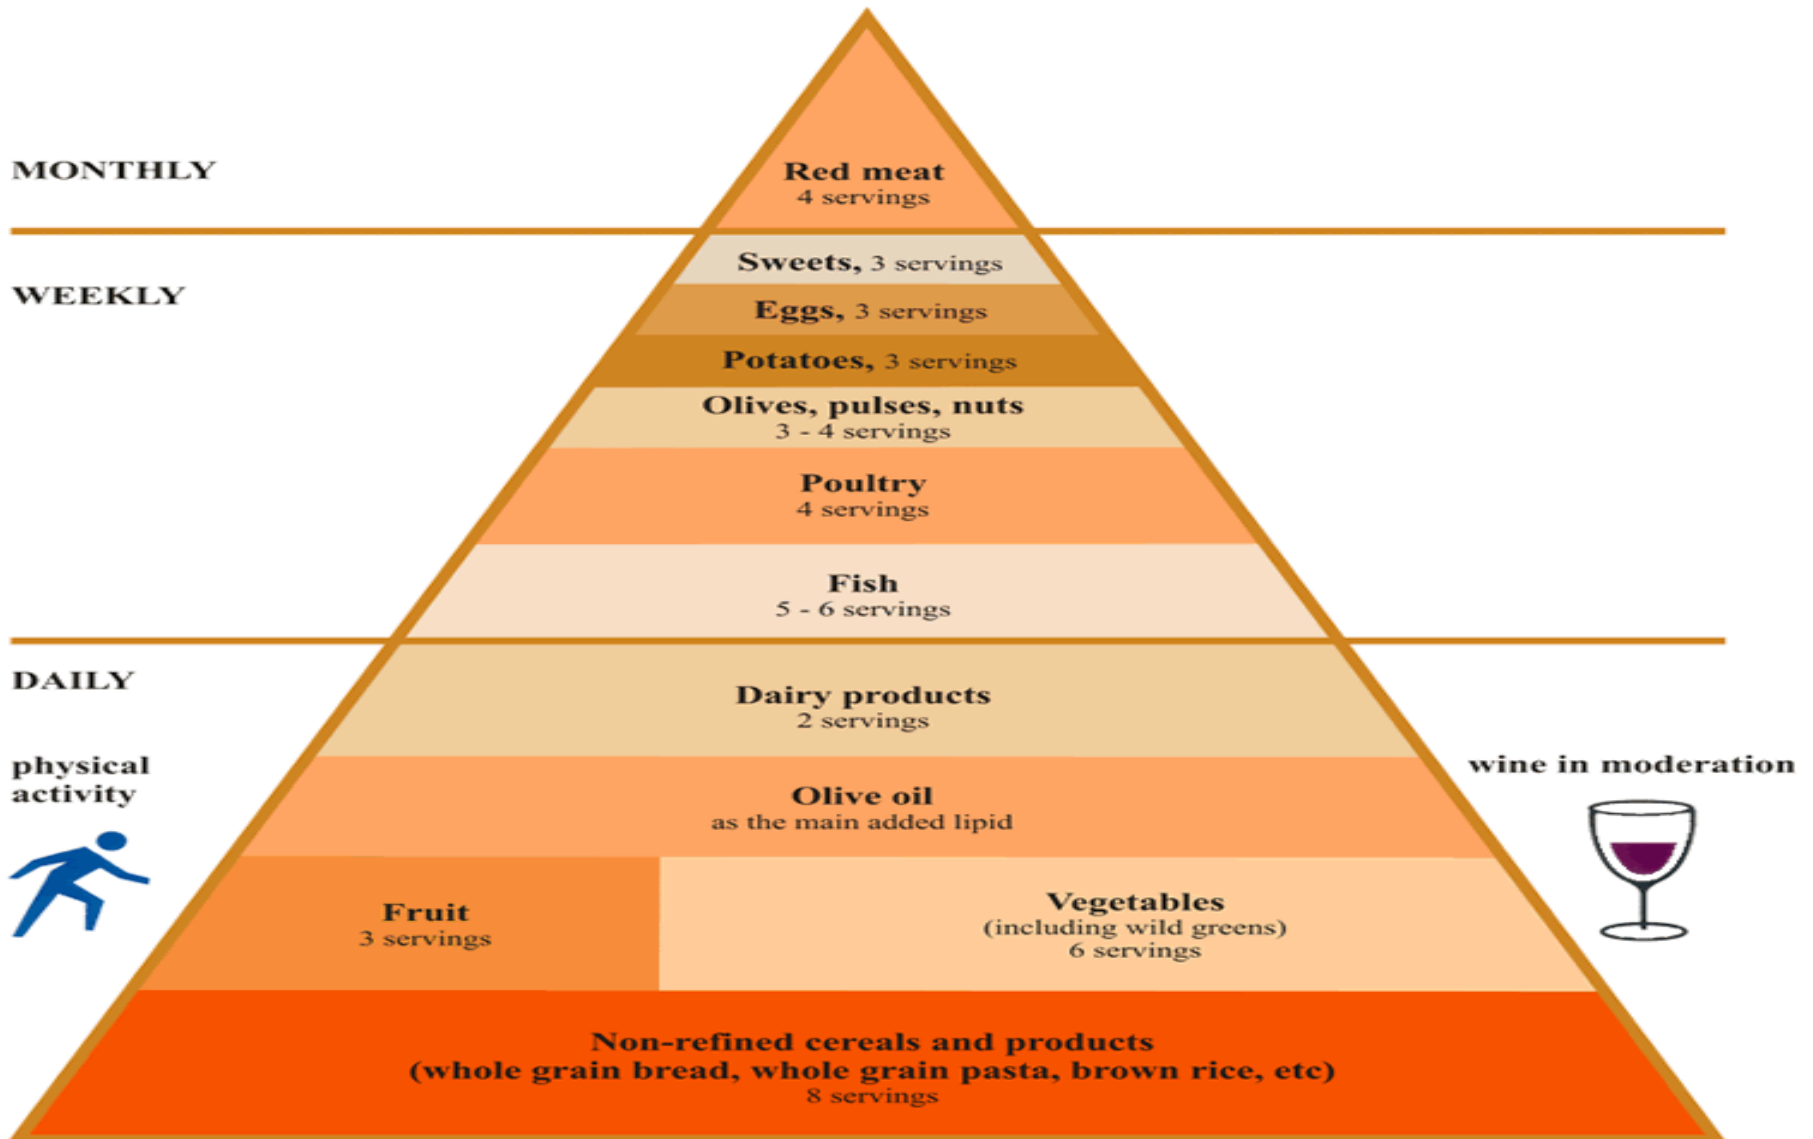 MONTHLY
Red meat
4 servings
WEEKLY
Sweets, 3 servings
Eggs, 3 servings
Potatoes, 3 servings
Olives, pulses, nuts
3 - 4 servings
Poultry
4 servings
Fish
5 - 6 servings
DAILY
Dairy products
2 servings
physical
activity
wine in moderation
Olive oil
as the main added lipid
Fruit
3 servings
Vegetables
(including wild greens)
6 servings
Non-refined cereals and products
(whole grain bread, whole grain pasta, brown rice, etc)
8 servings